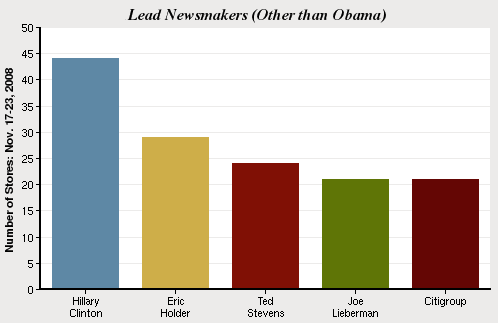 Lead Newsmakers (Other than Obama)
Number of Stores: Nov. 17-23, 2008
50
45
40
35
30
25
20
15
10
5
0
Hillary
Clinton
Eric
Holder
Ted
Stevens
Joe
Lieberman
Citigroup